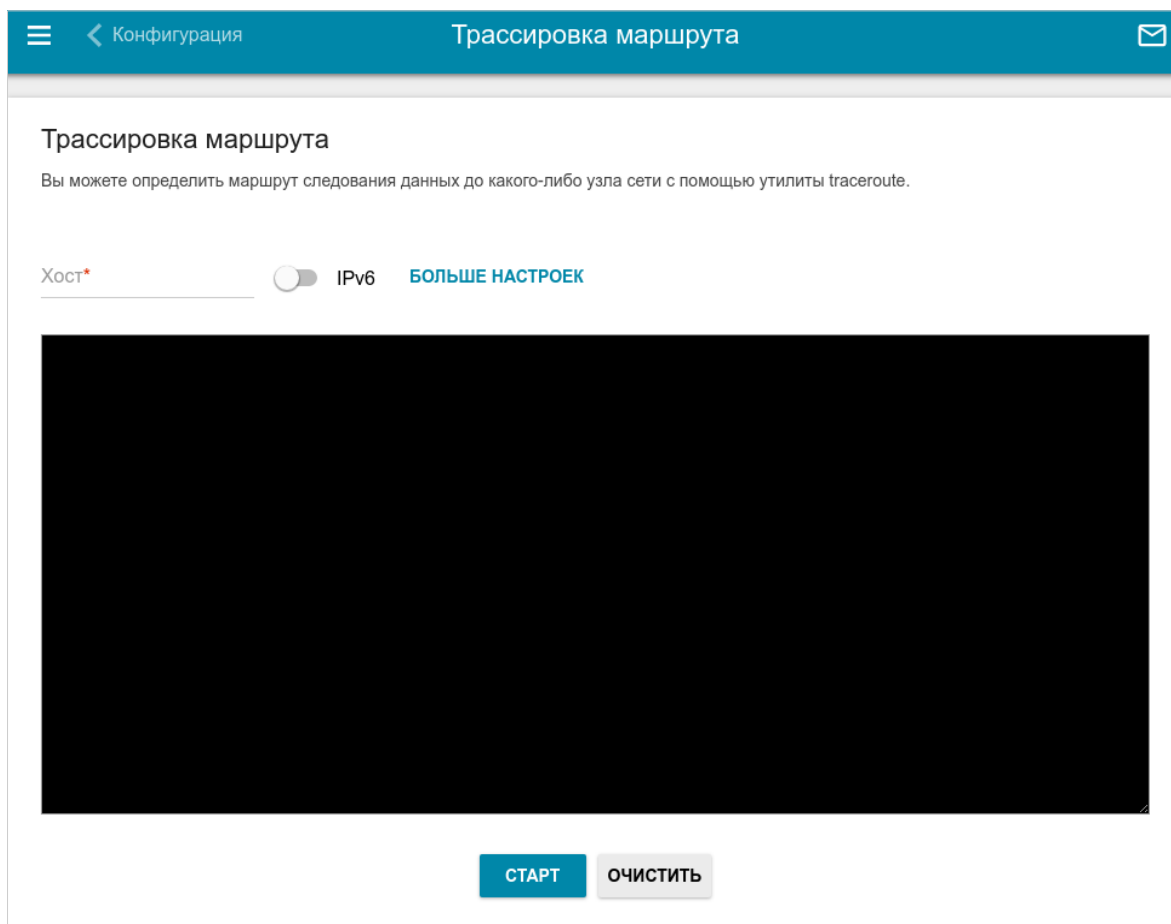 Конфигурация
Трассировка маршрута
Трассировка маршрута
Вы можете определить маршрут следования данных до какого-либо узла сети с помощью утилиты traceroute.
Хост*
IPv6
БОЛЬШЕ НАСТРОЕК
СТАРТ
ОЧИСТИТЬ